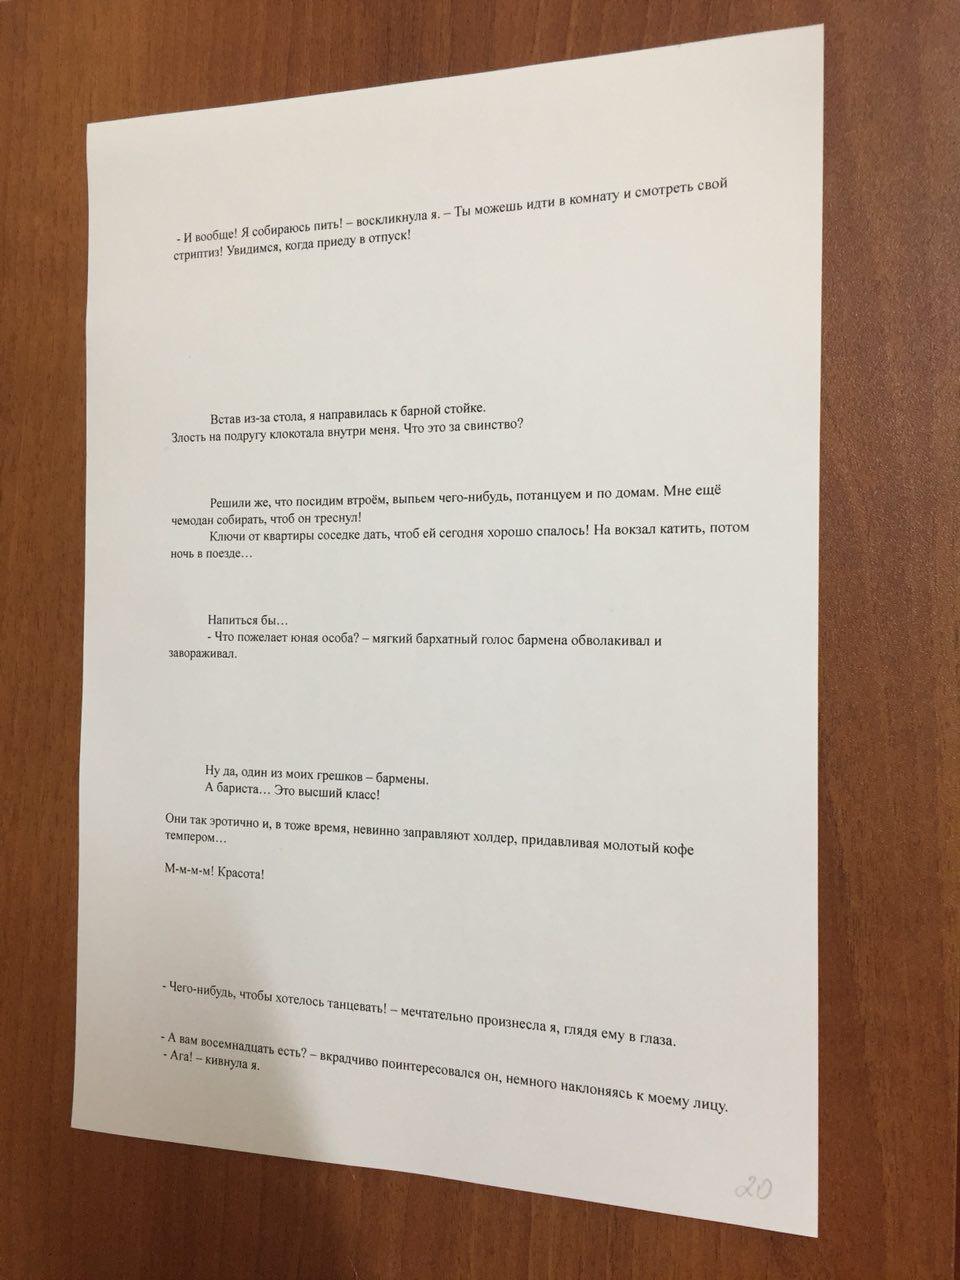 - И вообще! Я собираюсь пить! – воскликнула я. – Ты можешь идти в комнату и смотреть свой
стриптиз! Увидимся, когда приеду в отпуск!
Встав из-за стола, я направилась к барной стойке.
Злость на подругу клокотала внутри меня. Что это за свинство?
Решили же, что посидим втроём, выпьем чего-нибудь, потанцуем и по домам. Мне ещё
чемодан собирать, чтоб он треснул!
Ключи от квартиры соседке дать, чтоб ей сегодня хорошо спалось! На вокзал катить, потом
ночь в поезде…
Напиться бы…
- Что пожелает юная особа? – мягкий бархатный голос бармена обволакивал и
завораживал.
Ну да, один из моих грешков – бармены.
А бариста… Это высший класс!
Они так эротично и, в тоже время, невинно заправляют холдер, придавливая молотый кофе
темпером…
М-м-м-м! Красота!
- Чего-нибудь, чтобы хотелось танцевать! – мечтательно произнесла я, глядя ему в глаза.
- А вам восемнадцать есть? – вкрадчиво поинтересовался он, немного наклоняясь к моему лицу.
- Ага! – кивнула я.
20